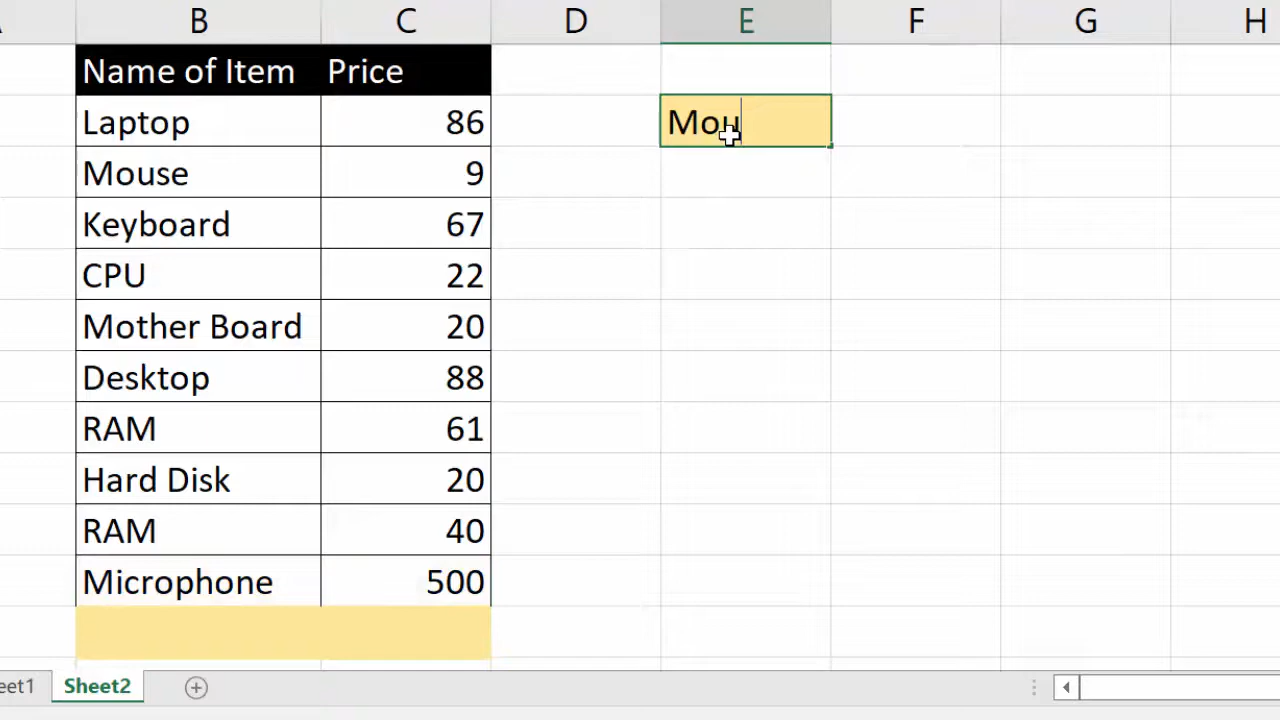 B C D E F G H
Name of Item Price
Laptop 86 Mou
Mouse 9
Keyboard 67
CPU 22
Mother Board 20
Desktop 88
RAM 61
Hard Disk 20
RAM 40
Microphone 500
eet1 Sheet2